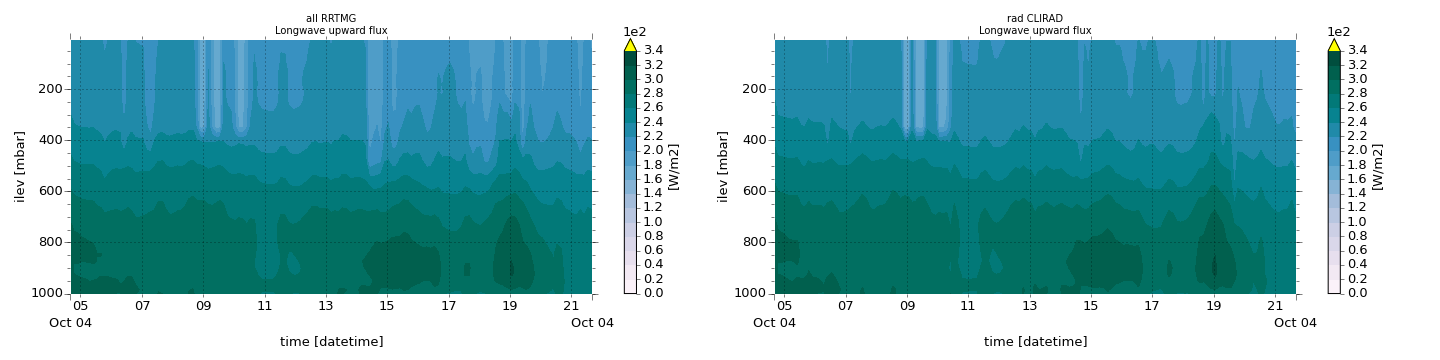 all RRTMG
Longwave upward flux
1e2
3.4
3.2
3.0
2.8
2.6
2.4
2.2
2.0
1.8
1.6
1.4
1.2
1.0
0.8
0.6
0.4
0.2
0.0
[W/m2]
200
400
600
800
1000
ilev [mbar]
05 07 09 11 13 15 17 19 21
Oct 04 Oct 04
time [datetime]
rad CLIRAD
Longwave upward flux
1e2
3.4
3.2
3.0
2.8
2.6
2.4
2.2
2.0
1.8
1.6
1.4
1.2
1.0
0.8
0.6
0.4
0.2
0.0
[W/m2]
200
400
600
800
1000
ilev [mbar]
05 07 09 11 13 15 17 19 21
Oct 04 Oct 04
time [datetime]